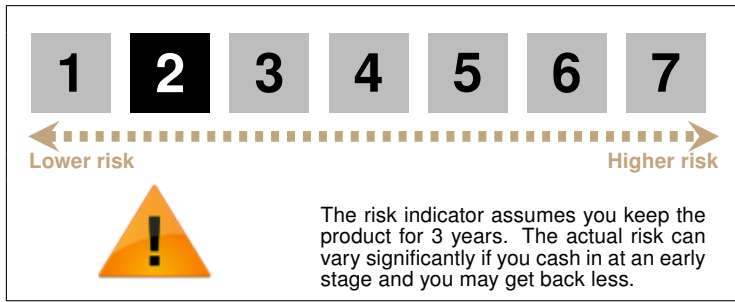 1 2 3 4 5 6 7
Lower risk Higher risk
!
The risk indicator assumes you keep the
product for 3 years. The actual risk can
vary significantly if you cash in at an early
stage and you may get back less.